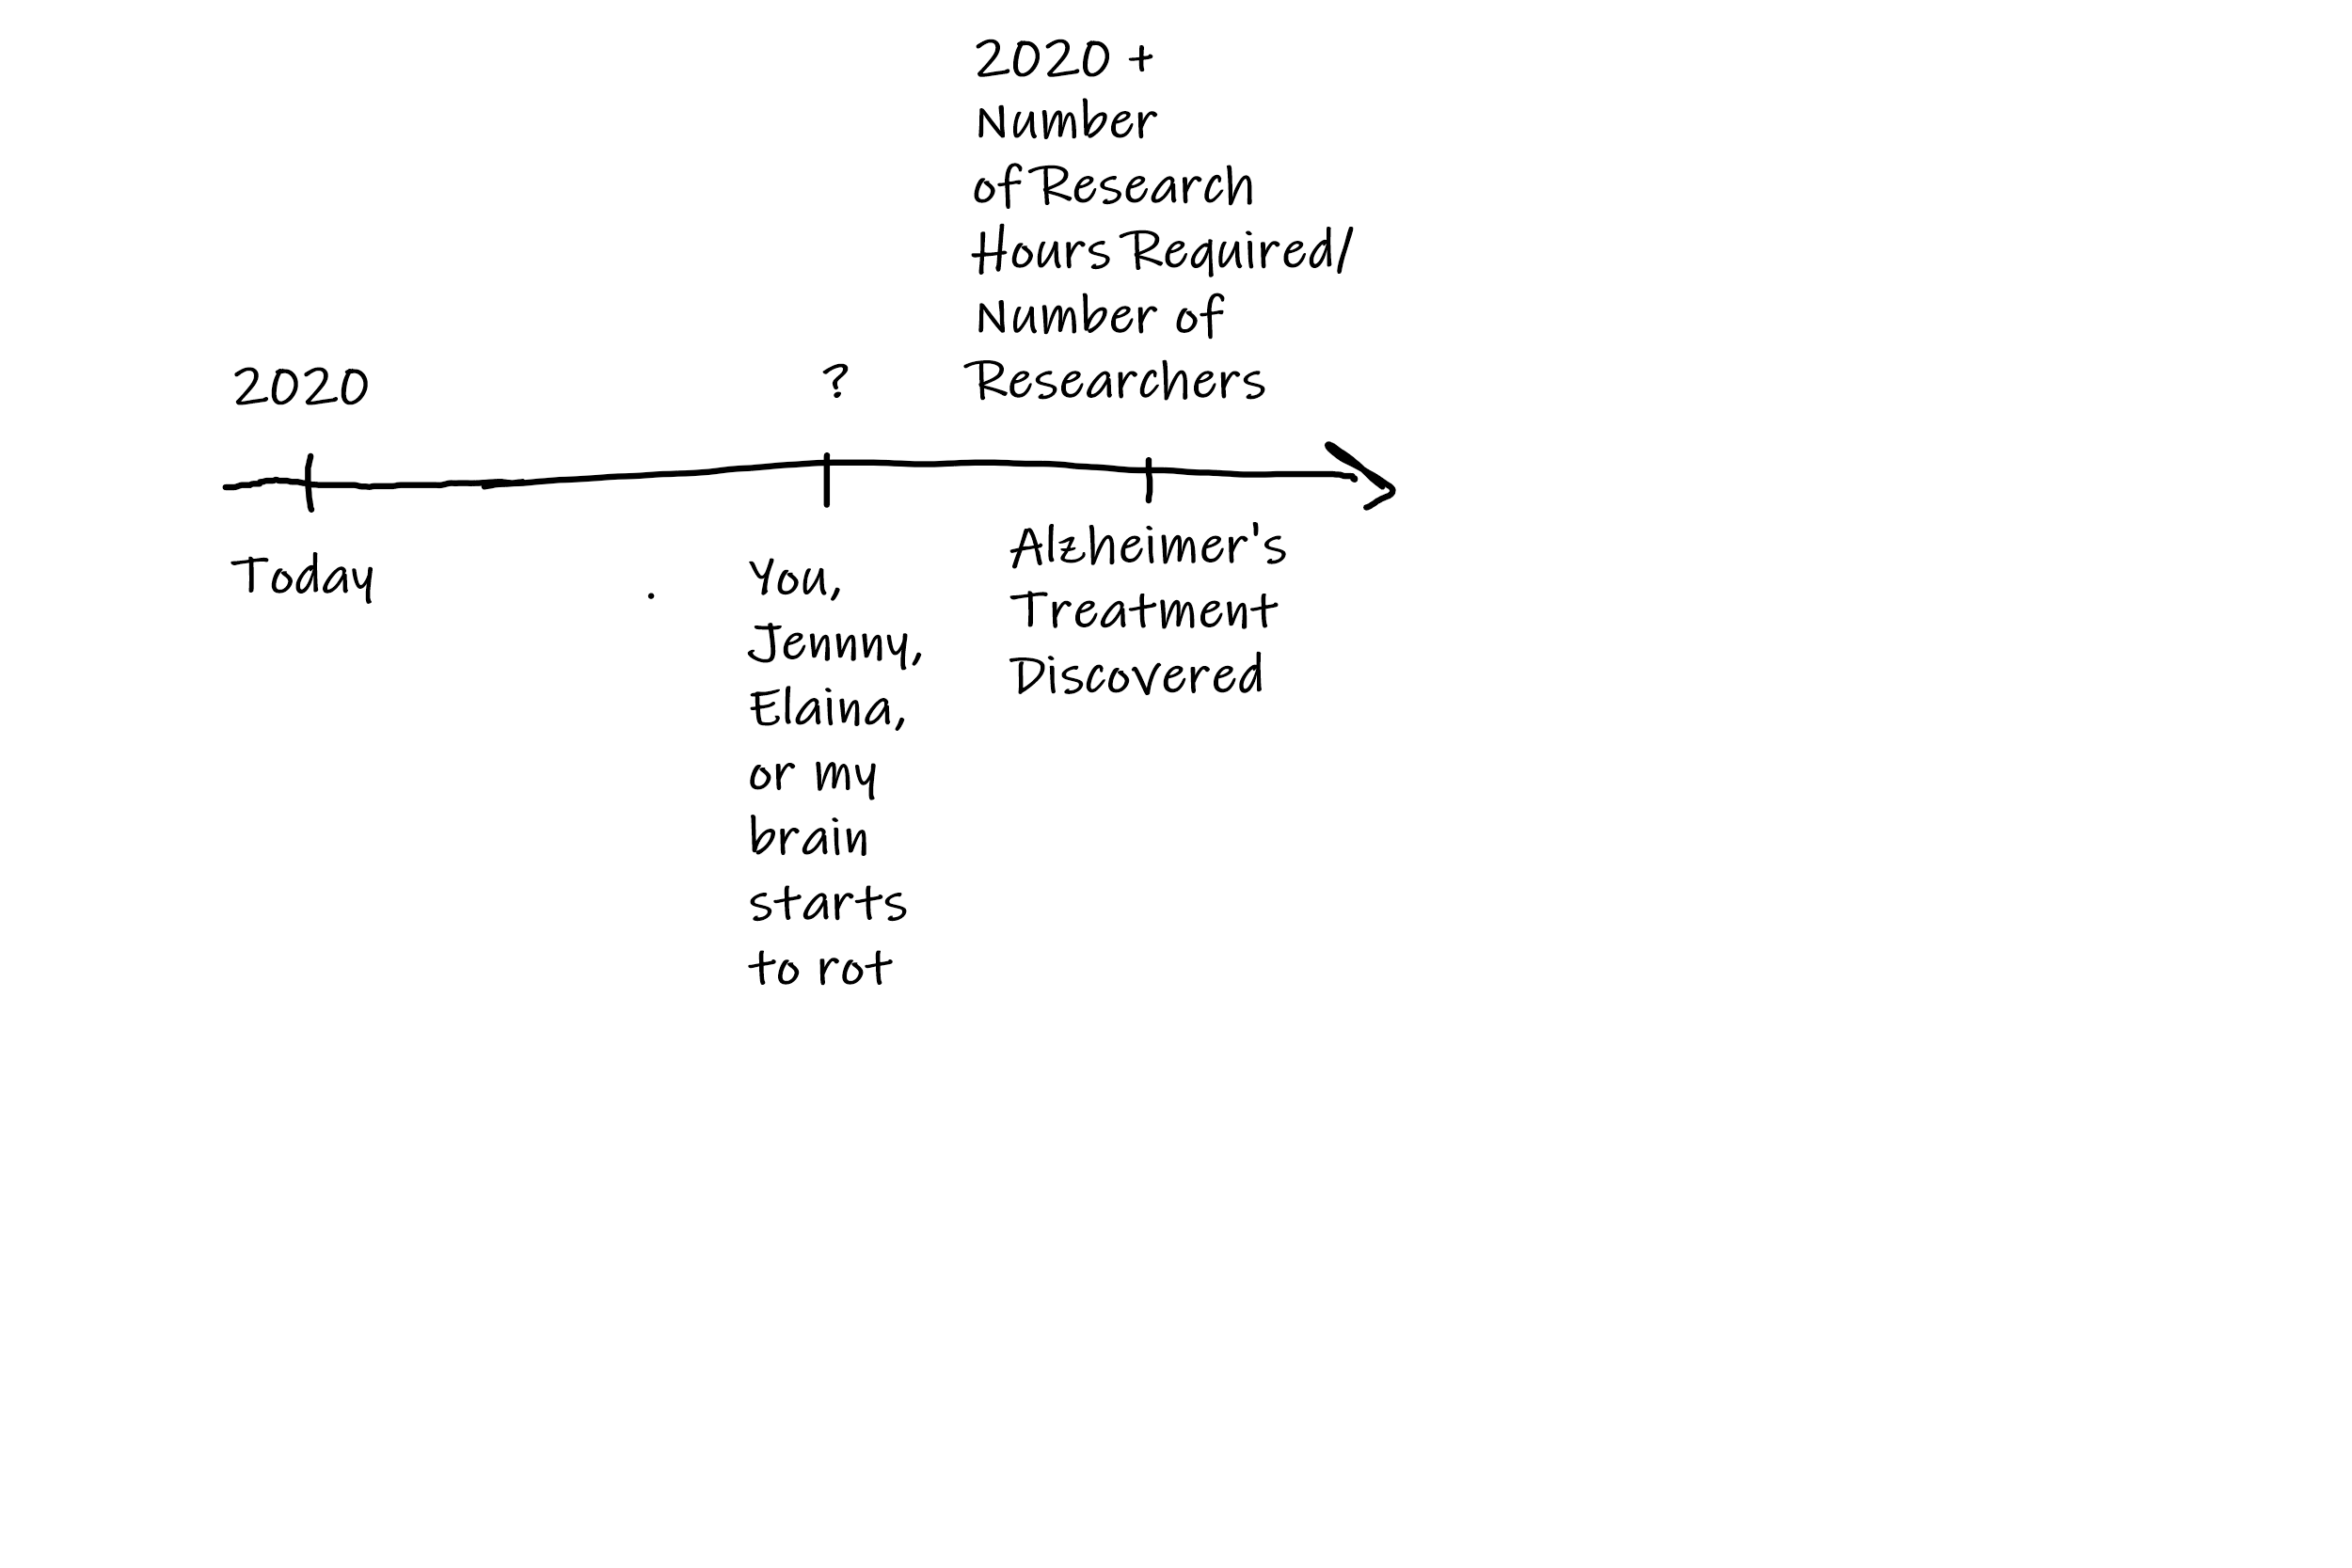 2020 +
Number
of Research
Hours Required/
Number of
Researchers
2020
?
Today
You,
Jenny,
Elaina,
or my
brain
starts
to rot
Alzheimer's
Treatment
Discovered